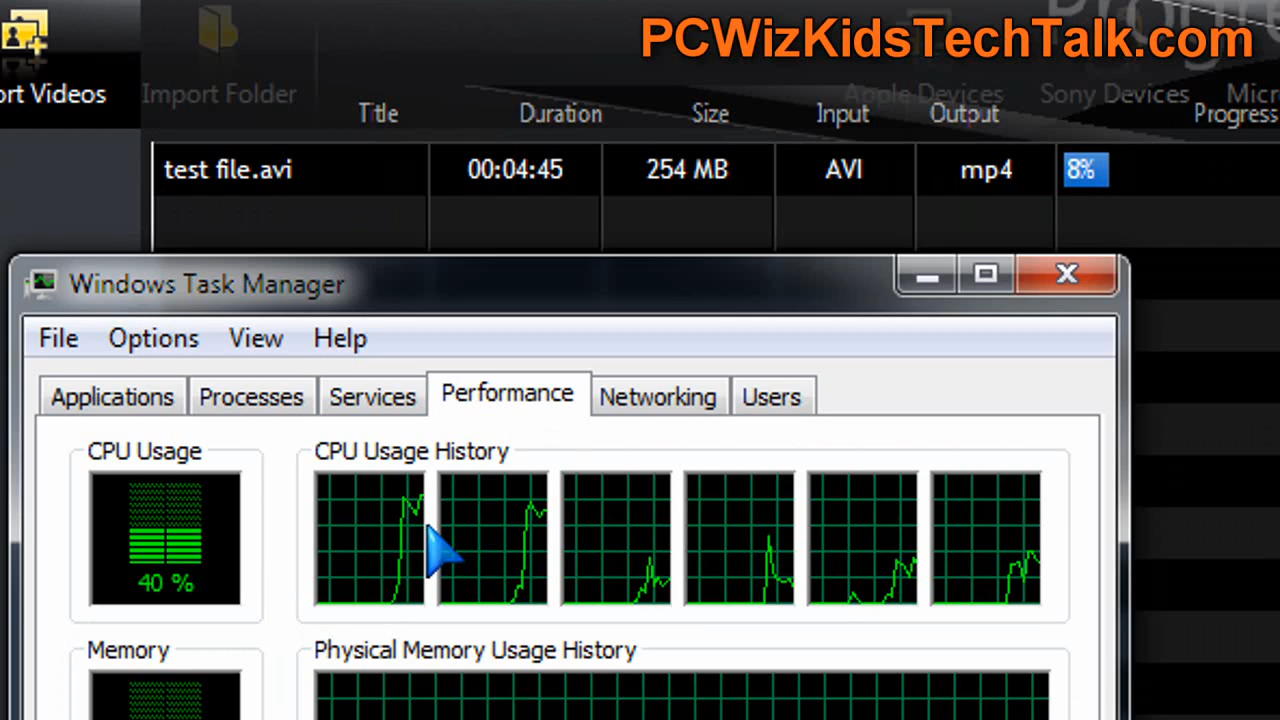 PCWizKidsTechTalk.com
Progre
ort Videos
Import Folder
Apple Devices
Sony Devices
Micr
Title
Duration
Size
Input
Output
Progress
test file.avi
00:04:45
254 MB
AVI
mp4
8%
Windows Task Manager
File
Options
View
Help
Applications
Processes
Services
Performance
Networking
Users
CPU Usage
CPU Usage History
40 %
Memory
Physical Memory Usage History